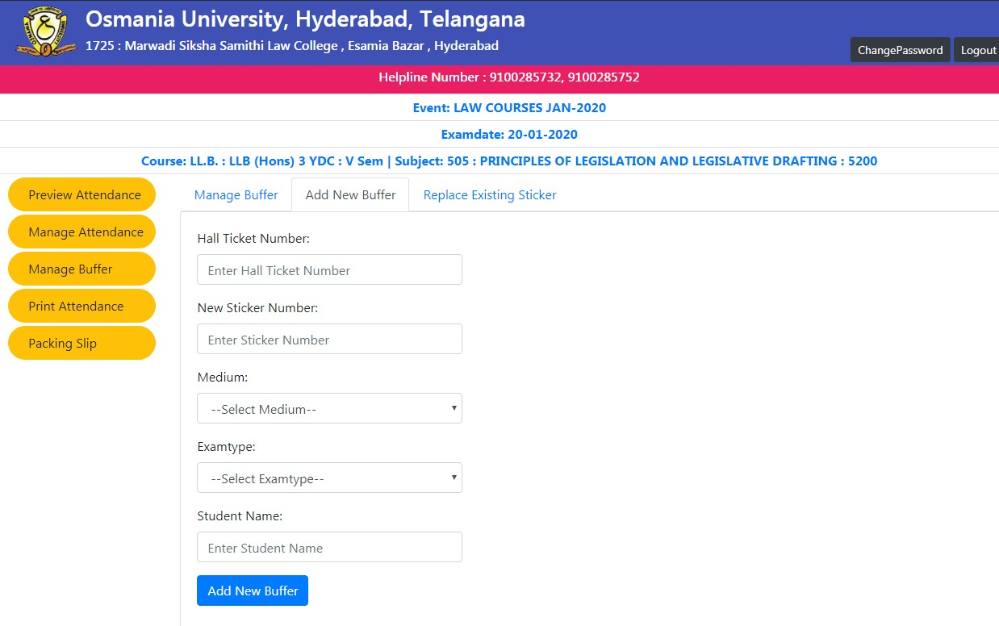 Osmania University, Hyderabad, Telangana
1725 : Marwadi Siksha Samithi Law College , Esamia Bazar , Hyderabad
ChangePassword Logout
Helpline Number : 9100285732, 9100285752
Event: LAW COURSES JAN-2020
Examdate: 20-01-2020
Course: LL.B. : LLB (Hons) 3 YDC : V Sem | Subject: 505 : PRINCIPLES OF LEGISLATION AND LEGISLATIVE DRAFTING : 5200
Preview Attendance
Manage Attendance
Manage Buffer
Print Attendance
Packing Slip
Manage Buffer Add New Buffer Replace Existing Sticker
Hall Ticket Number:
Enter Hall Ticket Number
New Sticker Number:
Enter Sticker Number
Medium:
--Select Medium--
Examtype:
--Select Examtype--
Student Name:
Enter Student Name
Add New Buffer